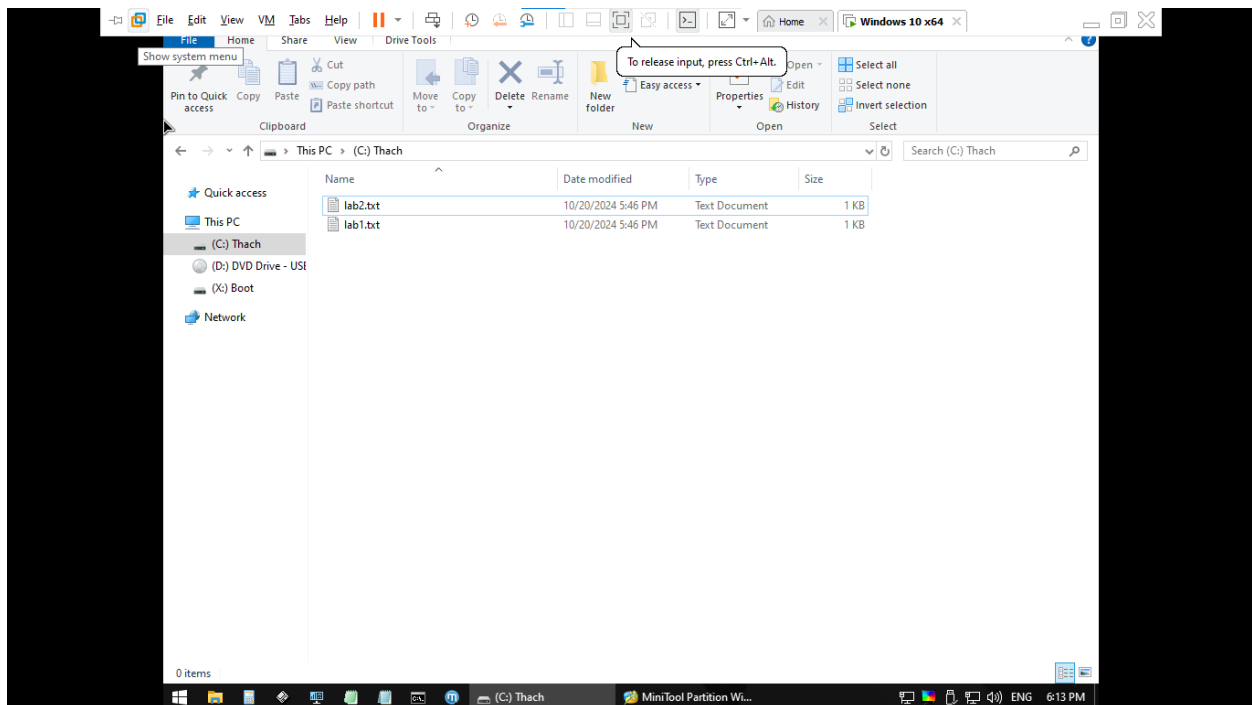 File Edit View VM Tabs Help Home Windows 10 x64
File Home Share View Drive Tools
Show system menu
To release input, press Ctrl+Alt.
Pin to Quick access
Copy
Paste
Cut
Copy path
Paste shortcut
Move to
Copy to
Delete
Rename
New folder
Easy access
Properties
Open
Edit
History
Select all
Select none
Invert selection
Clipboard Organize New Open Select
This PC > (C:) Thach
Search (C:) Thach
Name Date modified Type Size
lab2.txt 10/20/2024 5:46 PM Text Document 1 KB
lab1.txt 10/20/2024 5:46 PM Text Document 1 KB
Quick access
This PC
(C:) Thach
(D:) DVD Drive - USB
(X:) Boot
Network
0 items
(C:) Thach MiniTool Partition Wi... ENG 6:13 PM